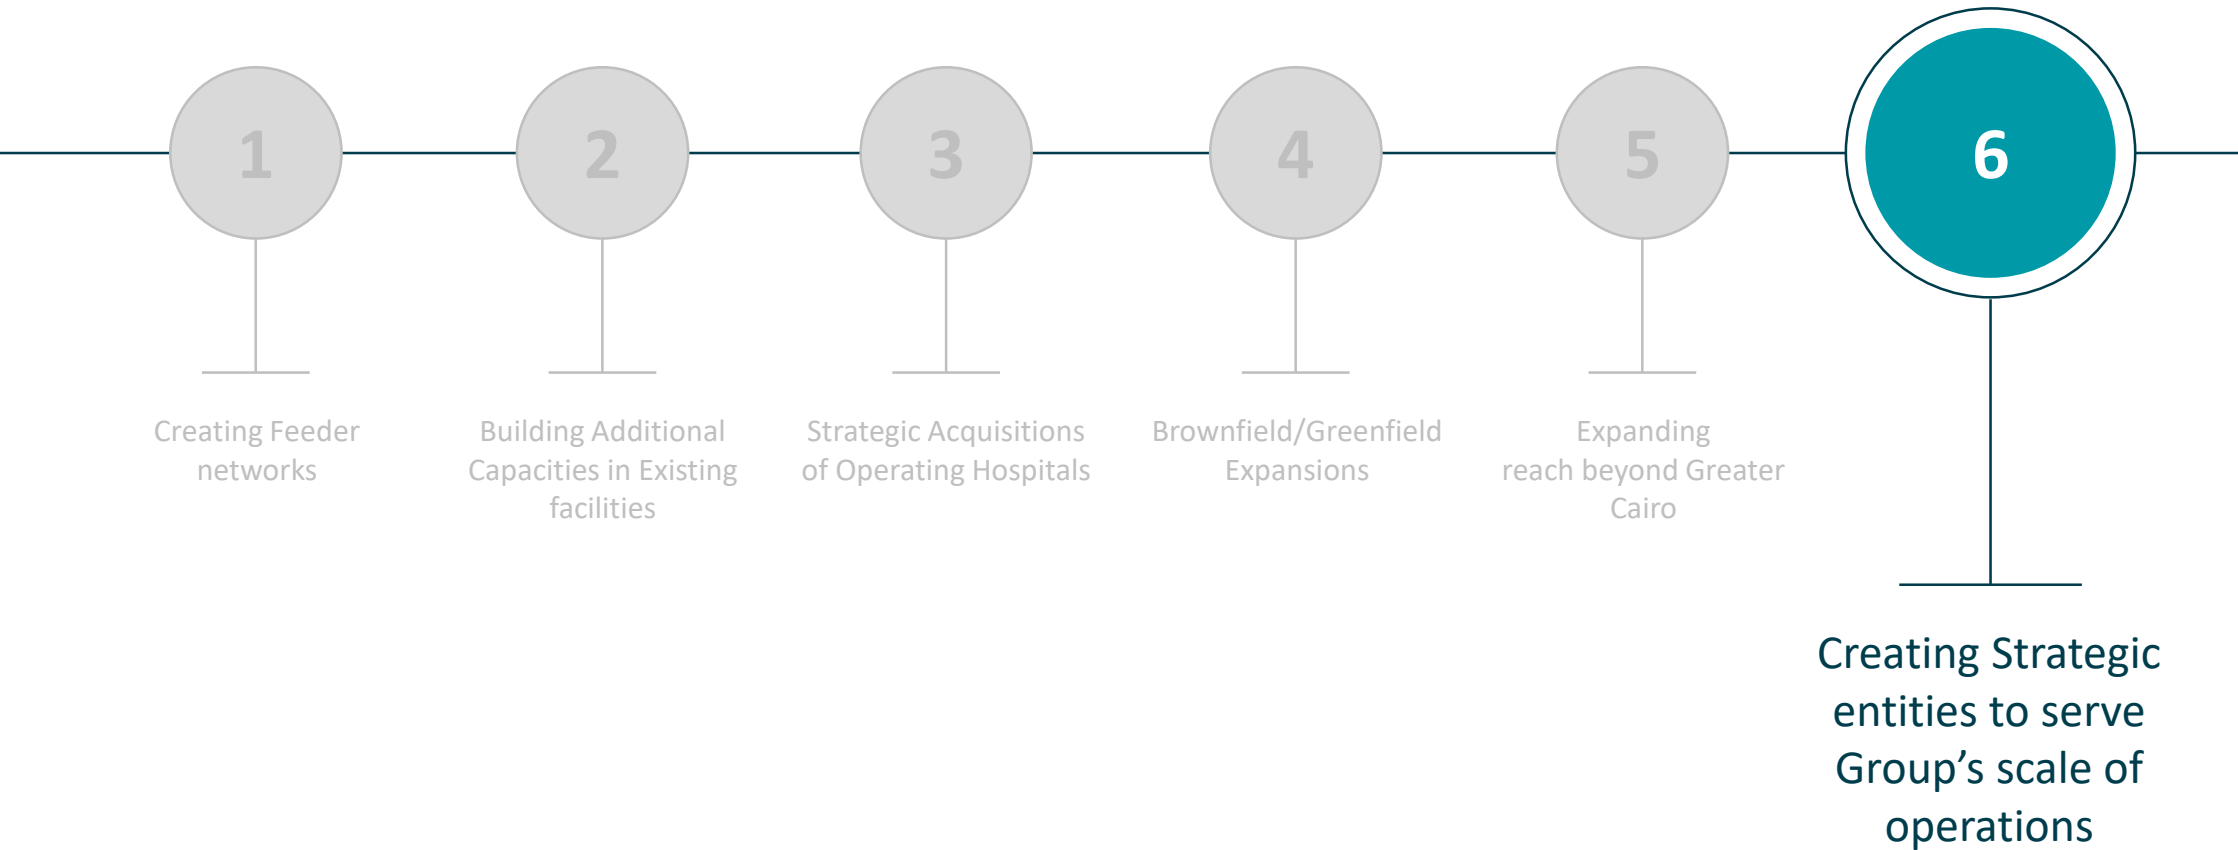 1
2
3
4
5
6
Creating Feeder
networks
Building Additional
Capacities in Existing
facilities
Strategic Acquisitions
of Operating Hospitals
Brownfield/Greenfield
Expansions
Expanding
reach beyond Greater
Cairo
Creating Strategic
entities to serve
Group’s scale of
operations